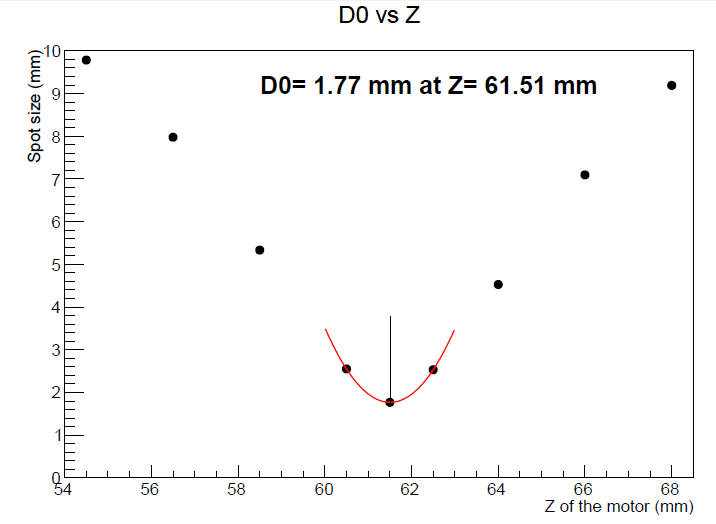 D0 vs Z
Spot size (mm)
D0= 1.77 mm at Z= 61.51 mm
10
9
8
7
6
5
4
3
2
1
0
54 56 58 60 62 64 66 68
Z of the motor (mm)